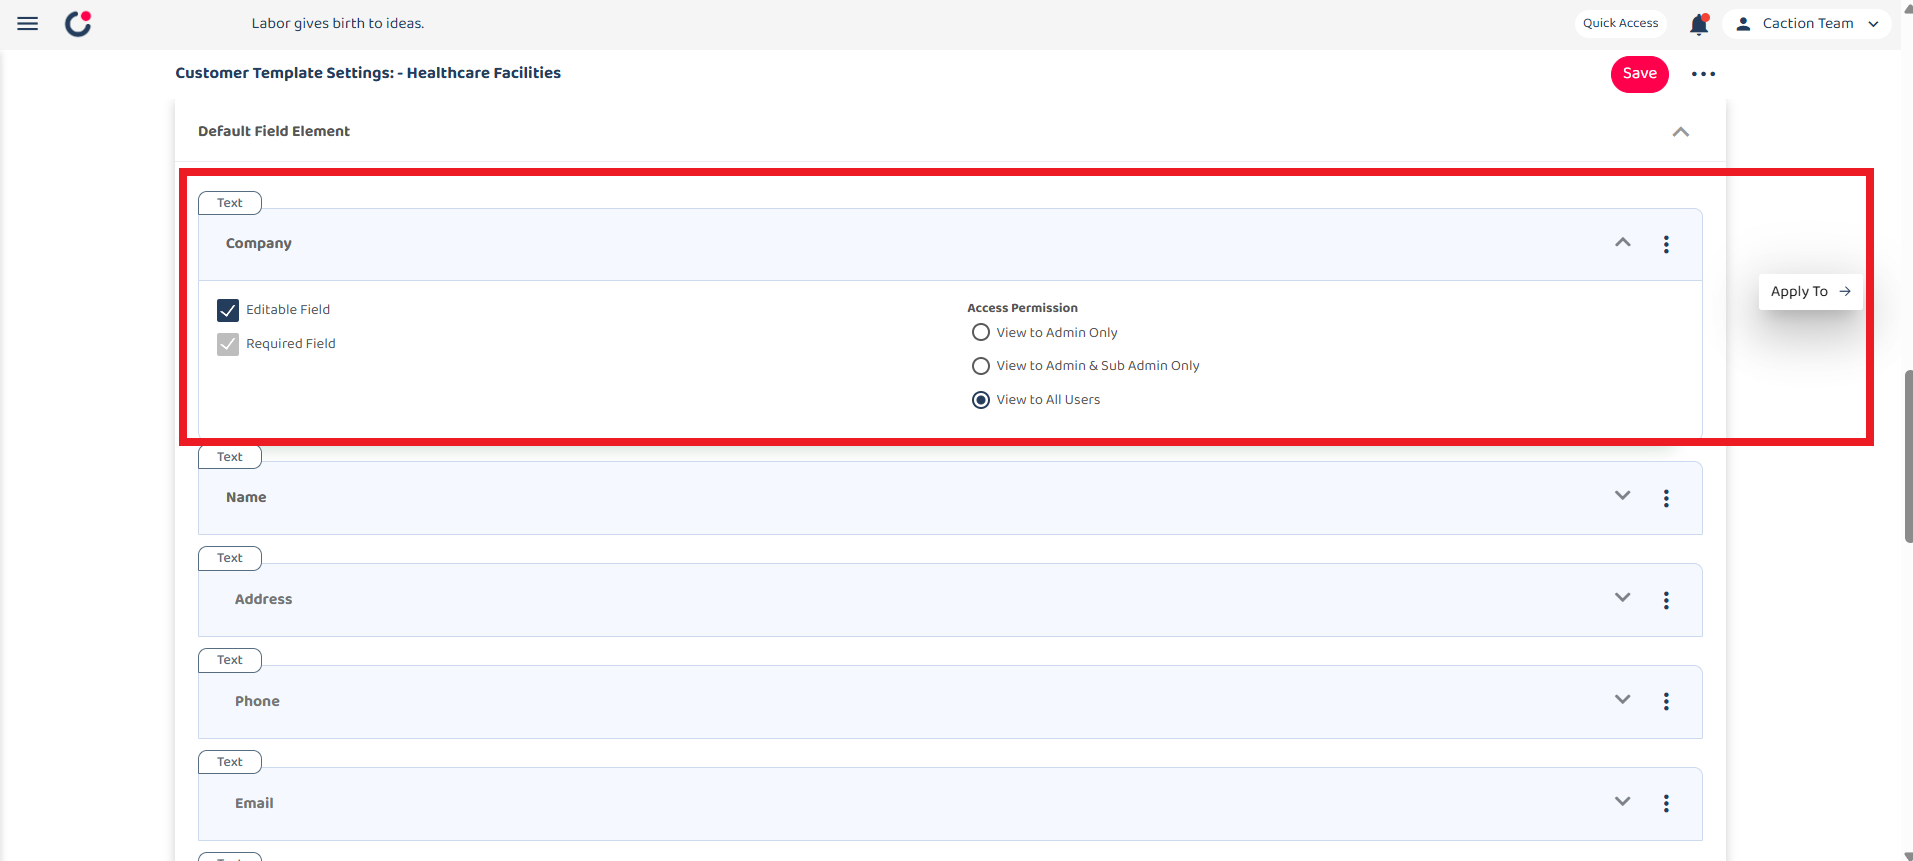 Labor gives birth to ideas.
Quick Access
Caction Team
Customer Template Settings: - Healthcare Facilities
Save
Default Field Element
Text
Company
Apply To
Editable Field
Required Field
Access Permission
View to Admin Only
View to Admin & Sub Admin Only
View to All Users
Text
Name
Text
Address
Text
Phone
Text
Email